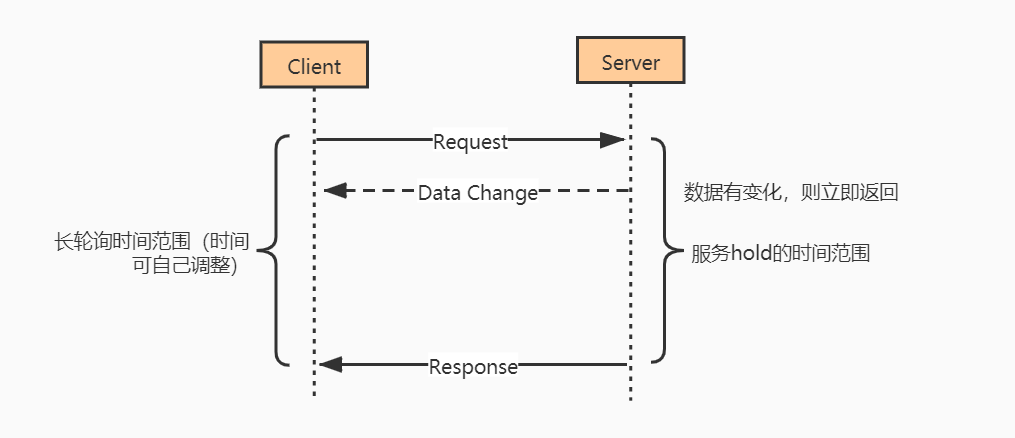 Client
Server
Request
Data Change
数据有变化，则立即返回
长轮询时间范围（时间
可自己调整）
服务hold的时间范围
Response